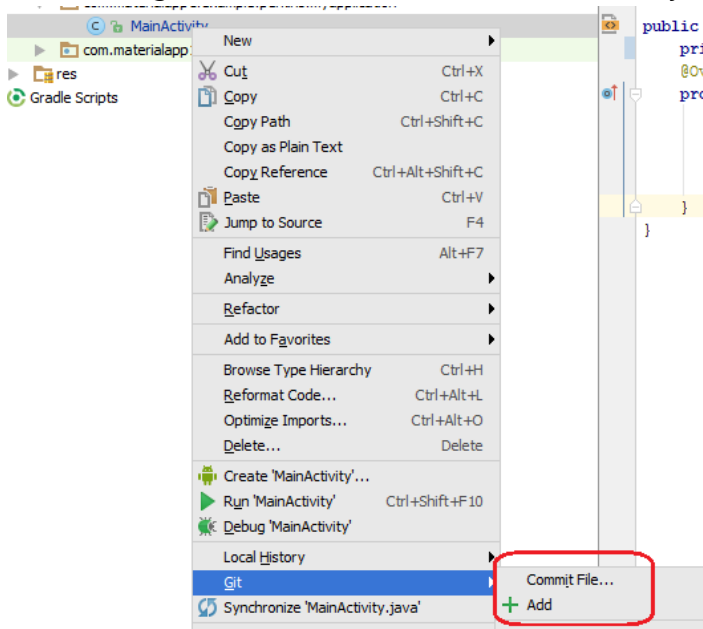 MainActivity
com.materialapp
res
Gradle Scripts
New
Cut Ctrl+X
Copy Ctrl+C
Copy Path Ctrl+Shift+C
Copy as Plain Text
Copy Reference Ctrl+Alt+Shift+C
Paste Ctrl+V
Jump to Source F4
Find Usages Alt+F7
Analyze
Refactor
Add to Favorites
Browse Type Hierarchy Ctrl+H
Reformat Code... Ctrl+Alt+L
Optimize Imports... Ctrl+Alt+O
Delete... Delete
Create 'MainActivity'...
Run 'MainActivity' Ctrl+Shift+F10
Debug 'MainActivity'
Local History
Git
Synchronize 'MainActivity.java'
Commit File...
Add
public
pri
@Ov
pro
}
}